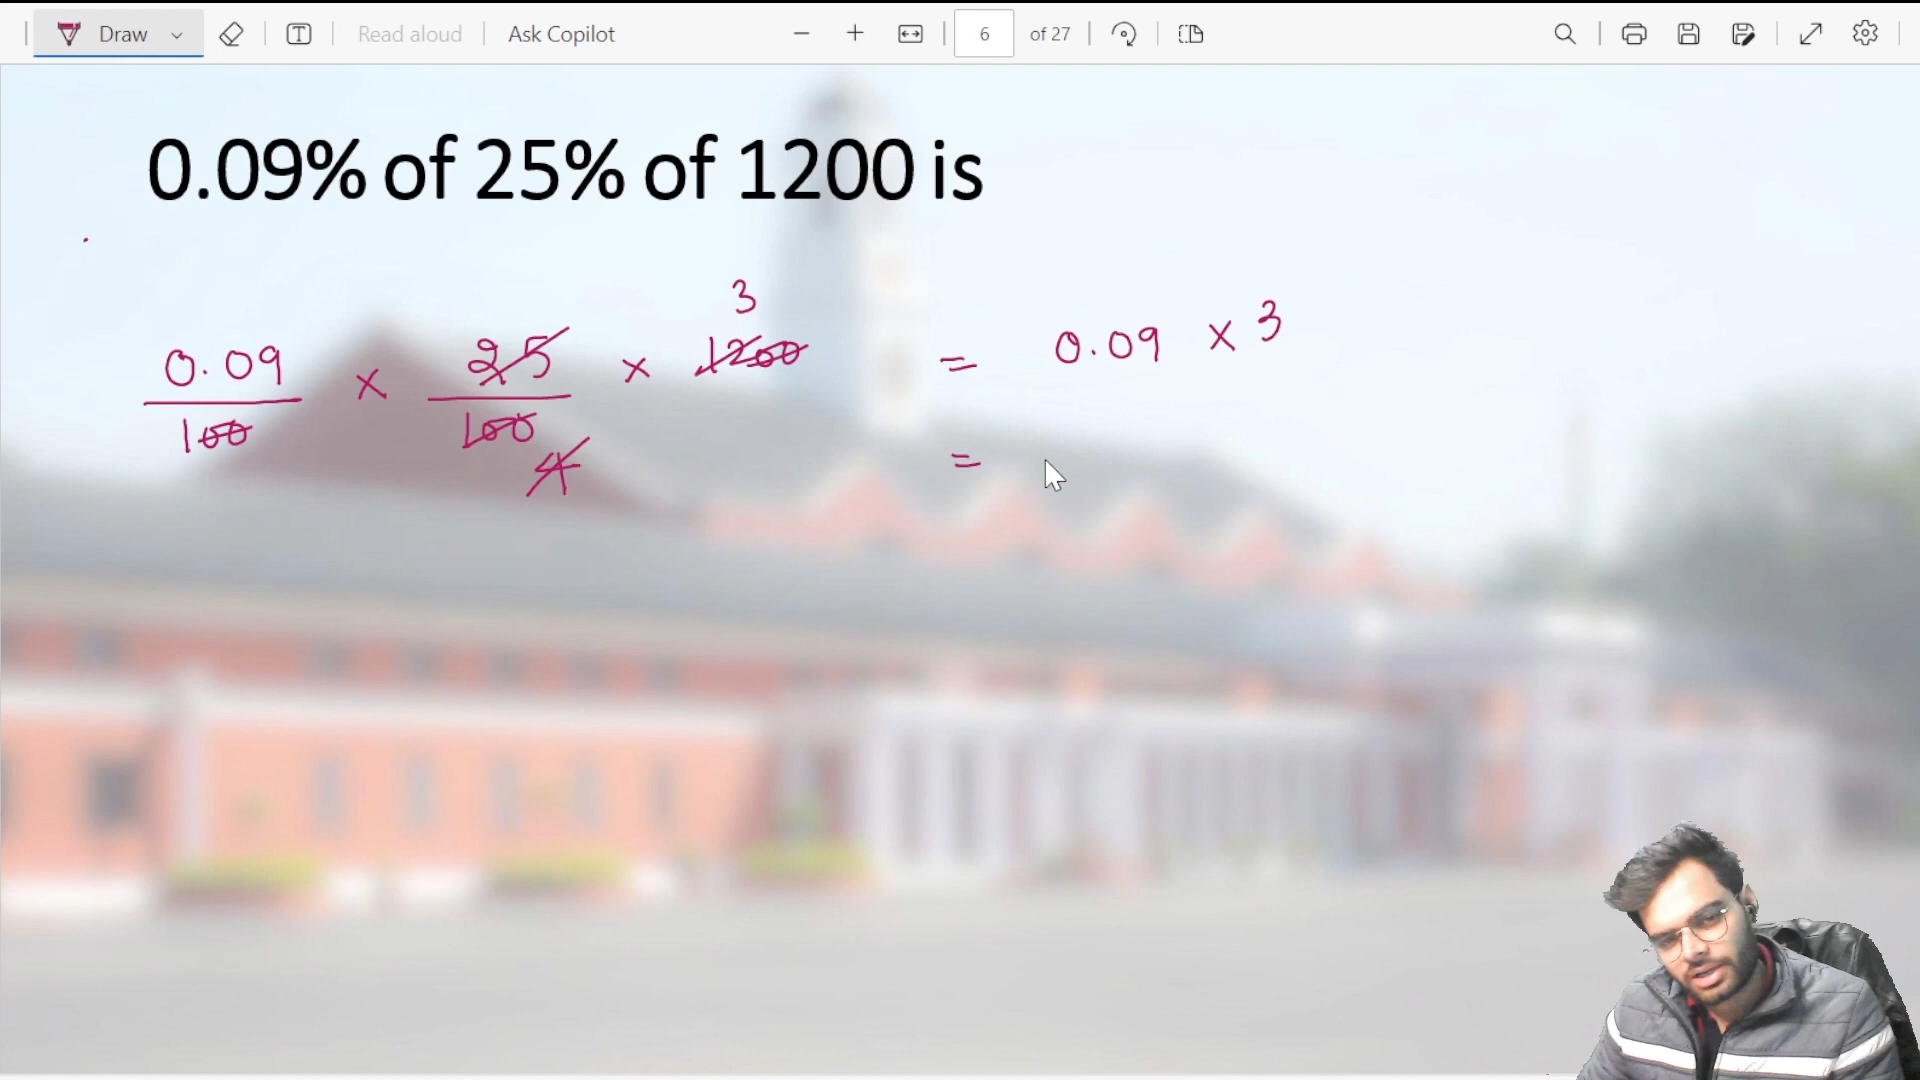 Draw Read aloud Ask Copilot 6 of 27
0.09% of 25% of 1200 is
3
0.09 × 25 × 1200 = 0.09 × 3
100 100
4 =